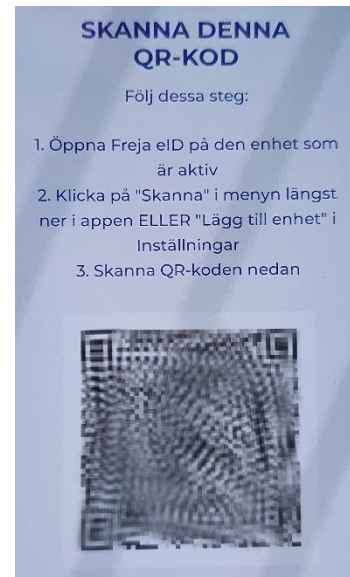 SKANNA DENNA
QR-KOD
Följ dessa steg:
1. Öppna Freja eID på den enhet som
är aktiv
2. Klicka på "Skanna" i menyn längst
ner i appen ELLER "Lägg till enhet" i
Inställningar
3. Skanna QR-koden nedan